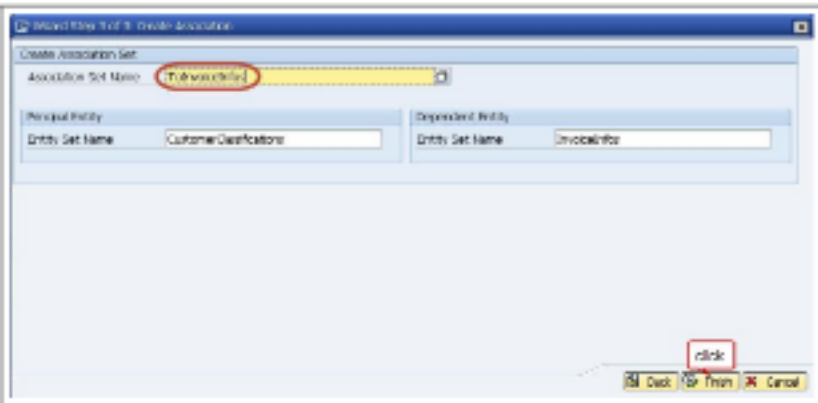 Wizard Step 3 of 3: Create Association
Create Association Set
Association Set Name
Principal Entity
Dependent Entity
Entity Set Name CustomerClassifications
Entity Set Name InvoiceInfos
click
Back Finish Cancel